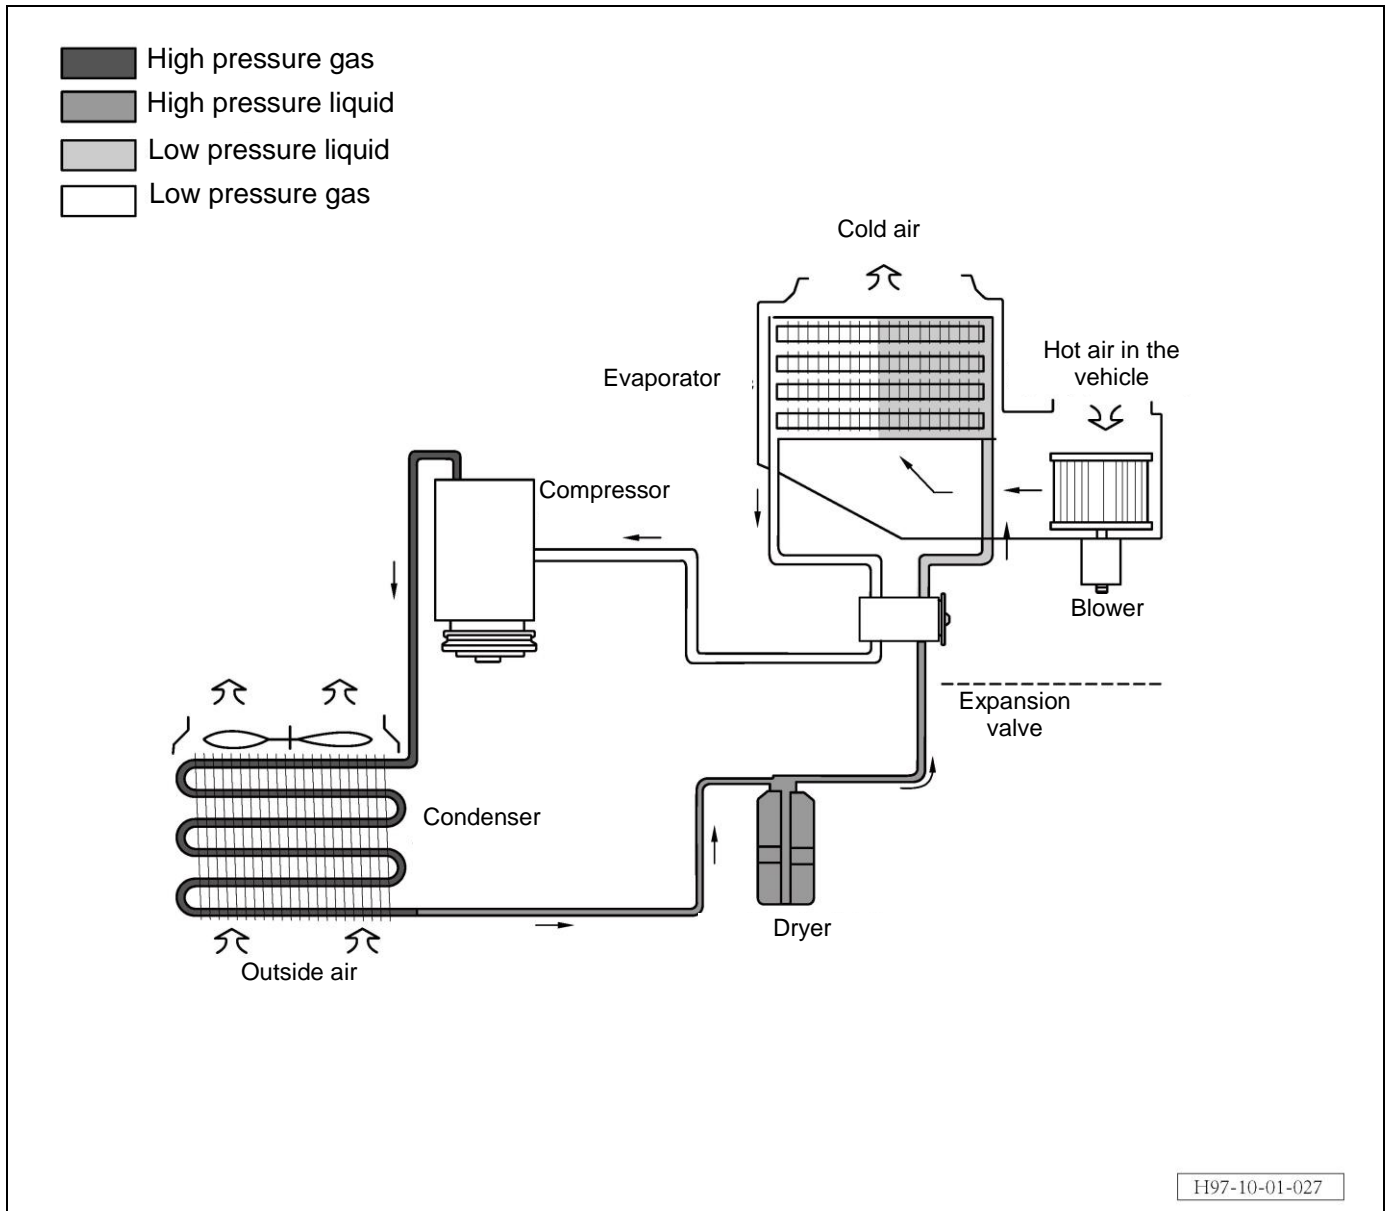 High pressure gas
High pressure liquid
Low pressure liquid
Low pressure gas
Cold air
Hot air in the
vehicle
Evaporator
Compressor
Blower
Expansion
valve
Condenser
Dryer
Outside air
H97-10-01-027